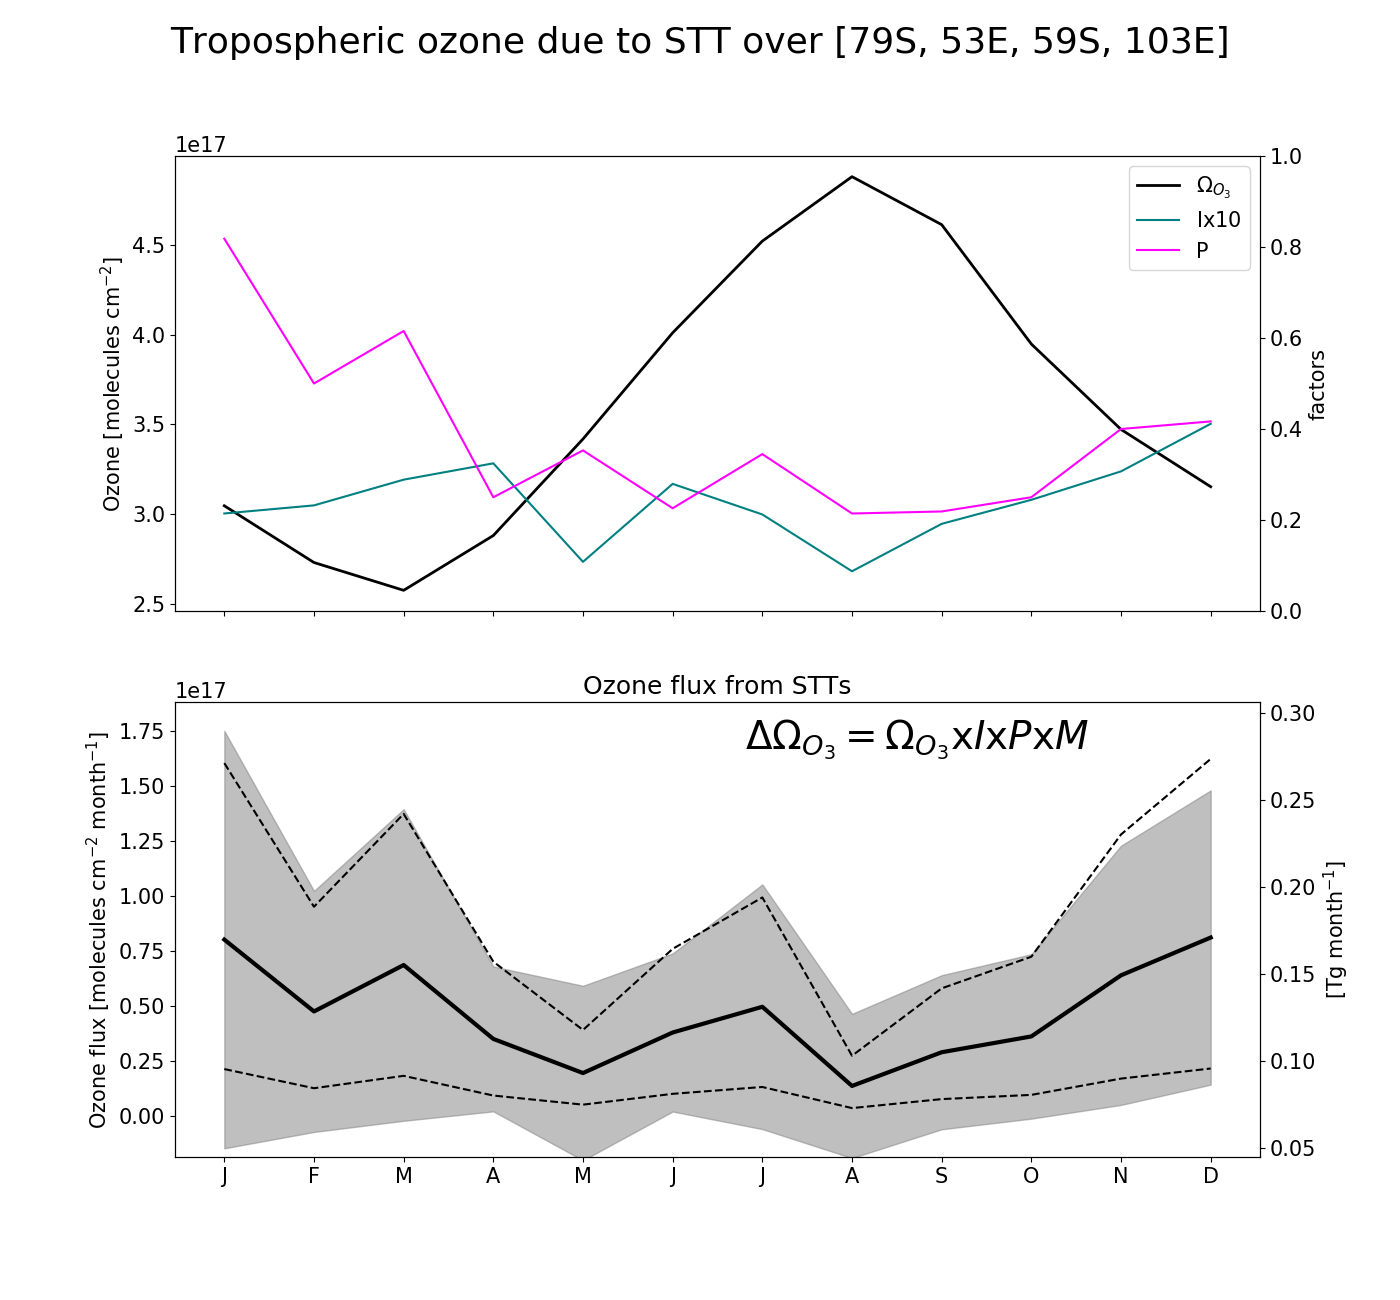 Tropospheric ozone due to STT over [79S, 53E, 59S, 103E]
1e17
4.5
4.0
3.5
3.0
2.5
Ozone [molecules cm⁻²]
1.0
0.8
0.6
0.4
0.2
0.0
factors
Ω_O₃
Ix10
P
Ozone flux from STTs
1e17
ΔΩ_O₃ = Ω_O₃xIxPxM
1.75
1.50
1.25
1.00
0.75
0.50
0.25
0.00
Ozone flux [molecules cm⁻² month⁻¹]
0.30
0.25
0.20
0.15
0.10
0.05
[Tg month⁻¹]
J F M A M J J A S O N D